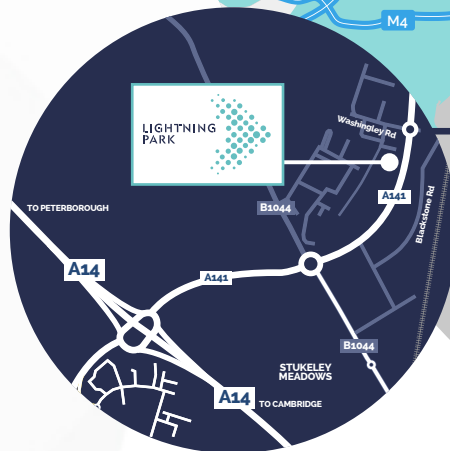 M4
LIGHTNING
PARK
Washingley Rd
A141
Blackstone Rd
B1044
TO PETERBOROUGH
A14
A141
B1044
STUKELEY
MEADOWS
A14
TO CAMBRIDGE